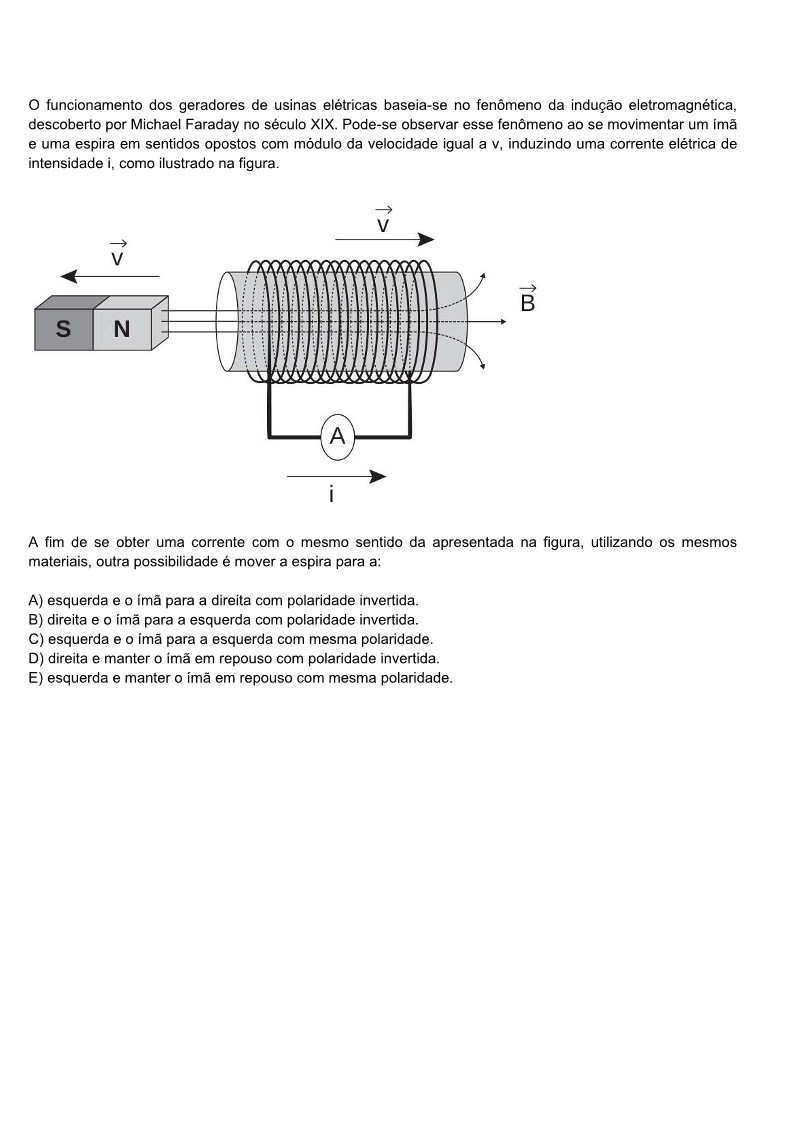 O funcionamento dos geradores de usinas elétricas baseia-se no fenômeno da indução eletromagnética,
descoberto por Michael Faraday no século XIX. Pode-se observar esse fenômeno ao se movimentar um ímã
e uma espira em sentidos opostos com módulo da velocidade igual a v, induzindo uma corrente elétrica de
intensidade i, como ilustrado na figura.
v
v
B
S N
A
i
A fim de se obter uma corrente com o mesmo sentido da apresentada na figura, utilizando os mesmos
materiais, outra possibilidade é mover a espira para a:
A) esquerda e o ímã para a direita com polaridade invertida.
B) direita e o ímã para a esquerda com polaridade invertida.
C) esquerda e o ímã para a esquerda com mesma polaridade.
D) direita e manter o ímã em repouso com polaridade invertida.
E) esquerda e manter o ímã em repouso com mesma polaridade.